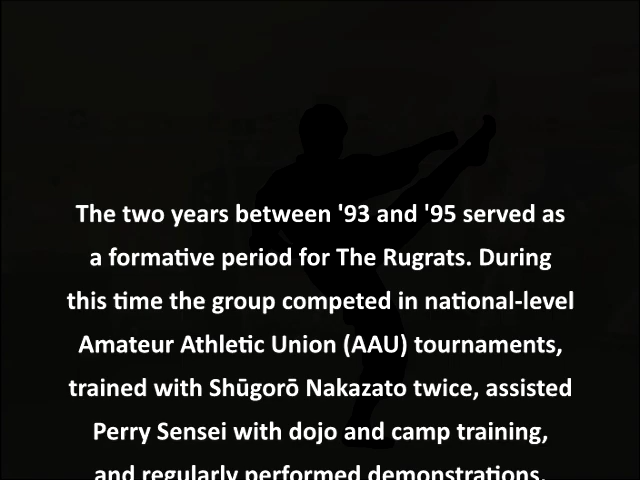 The two years between '93 and '95 served as
a formative period for The Rugrats. During
this time the group competed in national-level
Amateur Athletic Union (AAU) tournaments,
trained with Shūgorō Nakazato twice, assisted
Perry Sensei with dojo and camp training,
and regularly performed demonstrations.